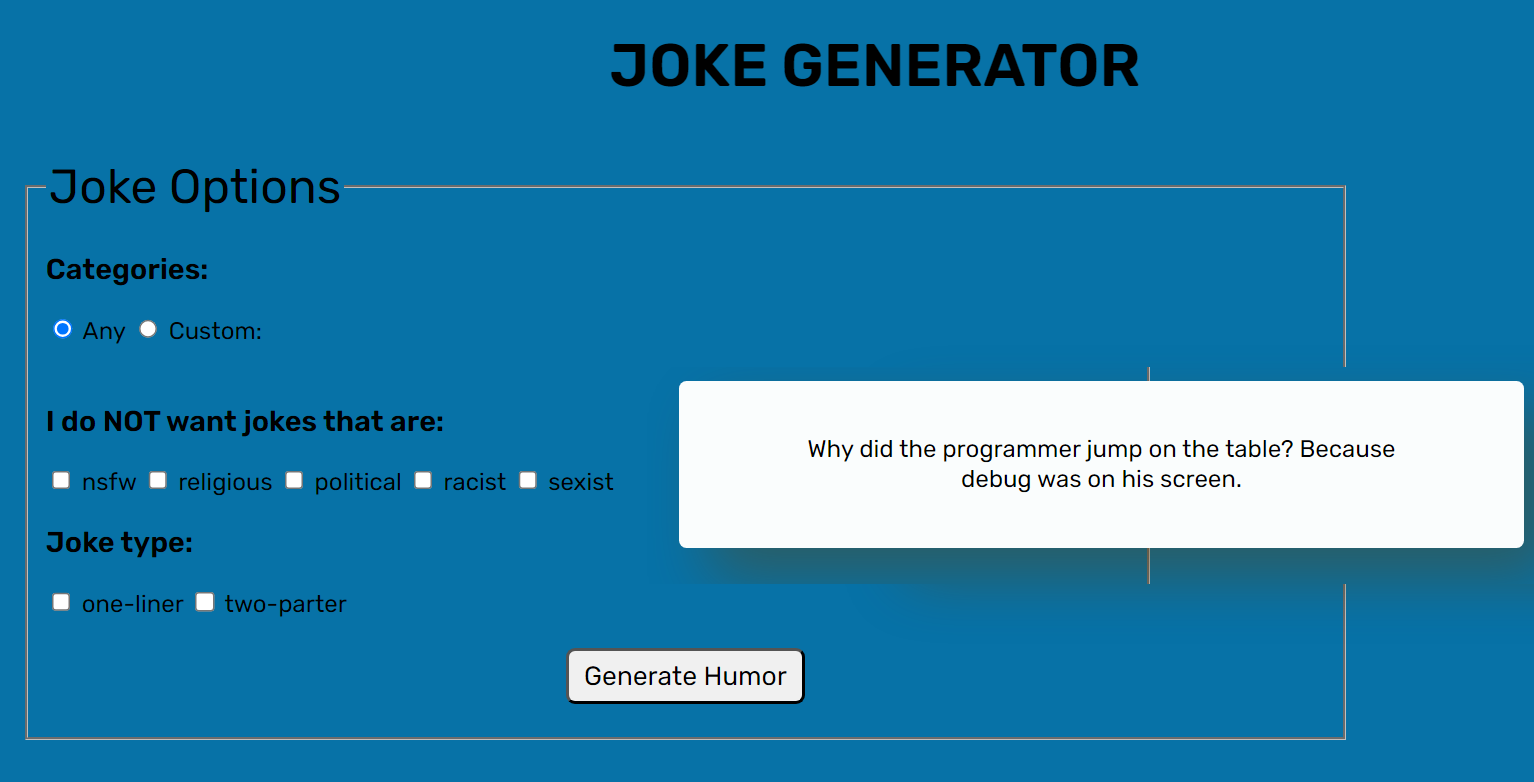 JOKE GENERATOR
Joke Options
Categories:
Any Custom:
I do NOT want jokes that are:
nsfw religious political racist sexist
Why did the programmer jump on the table? Because
debug was on his screen.
Joke type:
one-liner two-parter
Generate Humor